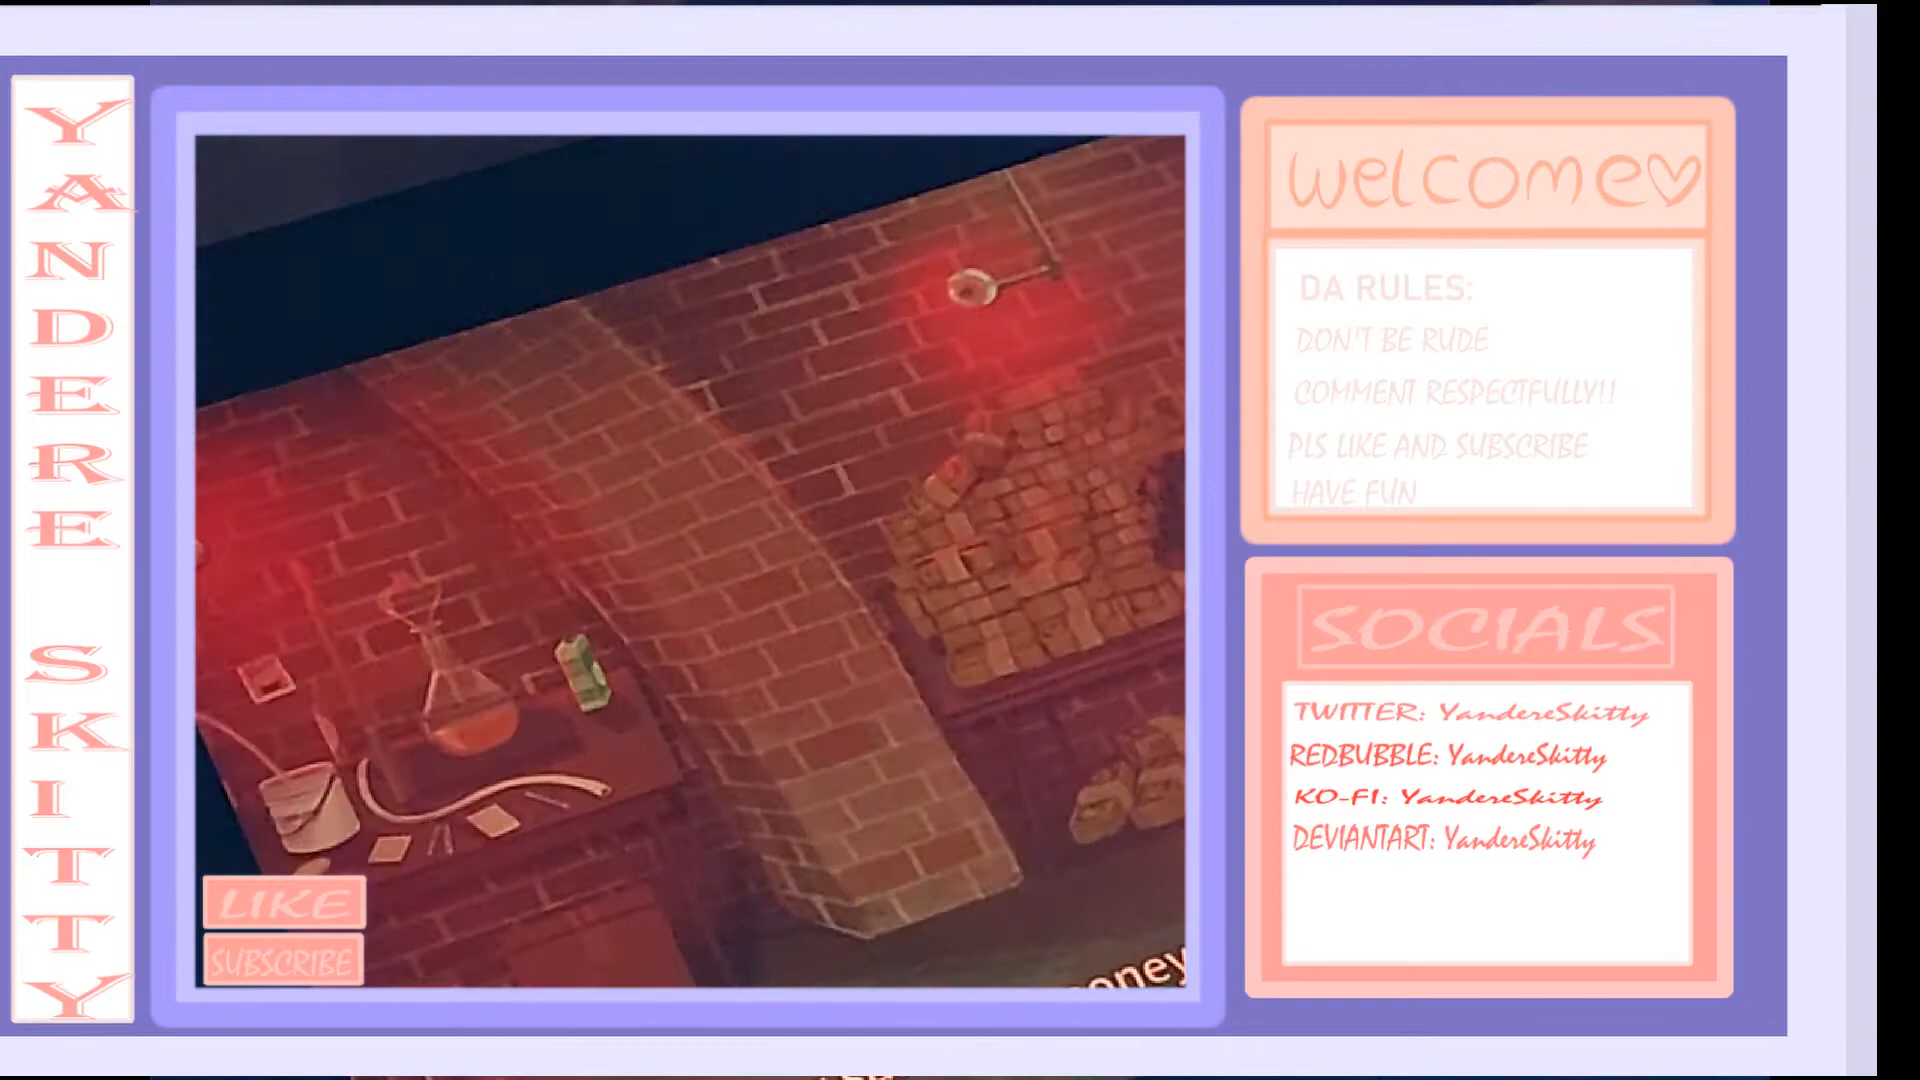 YANDERE SKITTY
WELCOME♡
DA RULES:
DON'T BE RUDE
COMMENT RESPECTFULLY!!
PLS LIKE AND SUBSCRIBE
HAVE FUN
SOCIALS
TWITTER: YandereSkitty
REDBUBBLE: YandereSkitty
KO-FI: YandereSkitty
DEVIANTART: YandereSkitty
LIKE
SUBSCRIBE